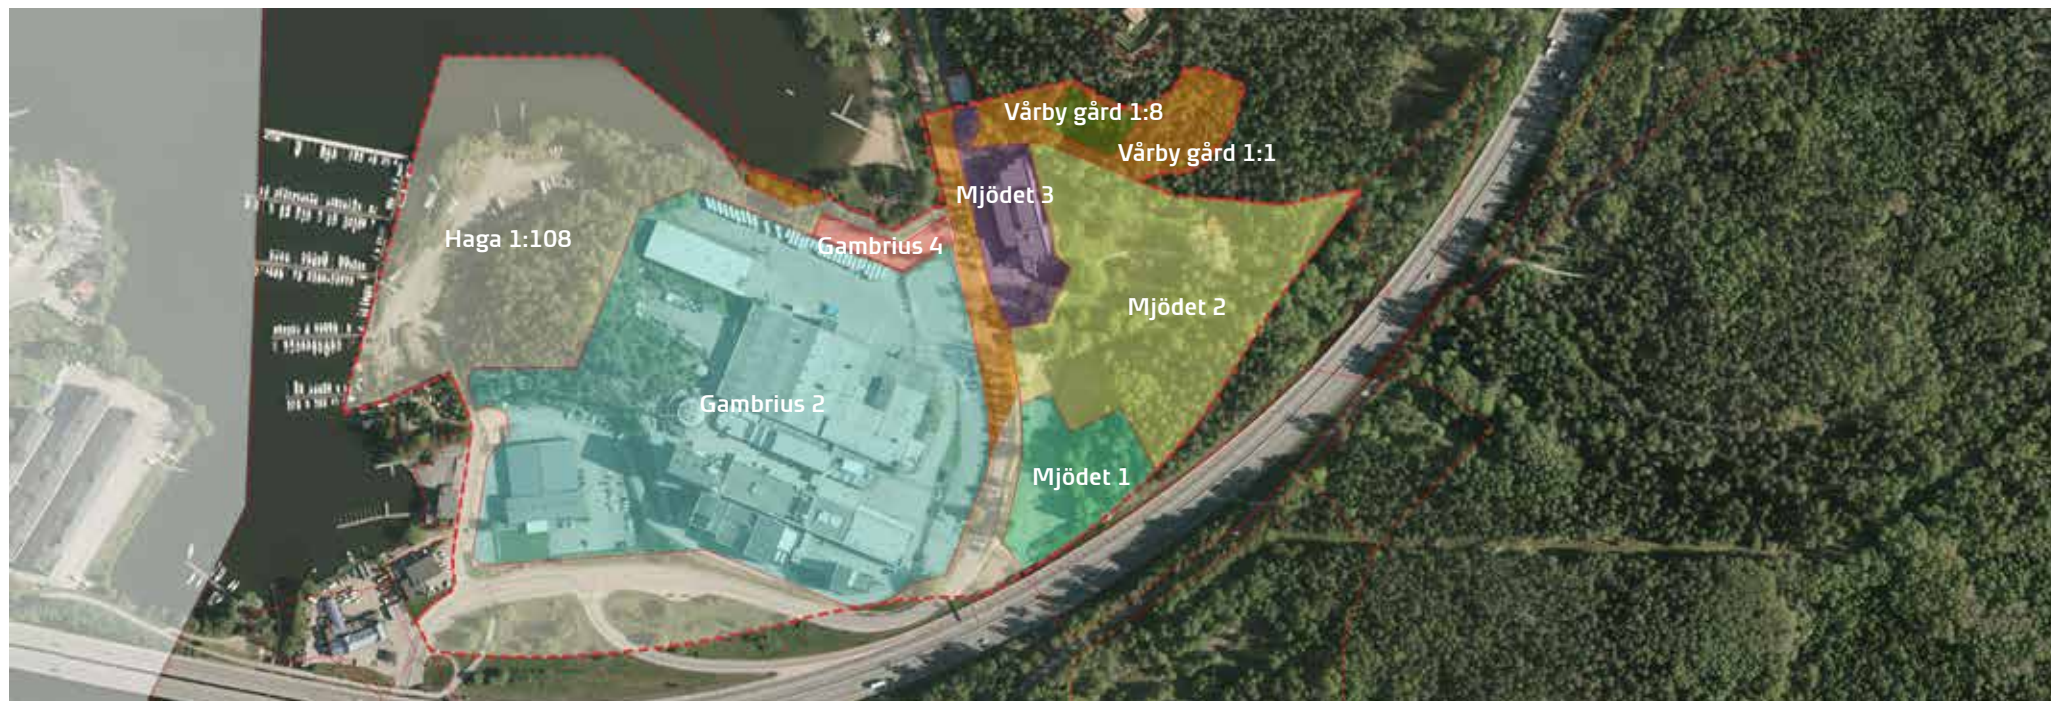 Vårby gård 1:8
Vårby gård 1:1
Mjödet 3
Haga 1:108
Gambrius 4
Mjödet 2
Gambrius 2
Mjödet 1